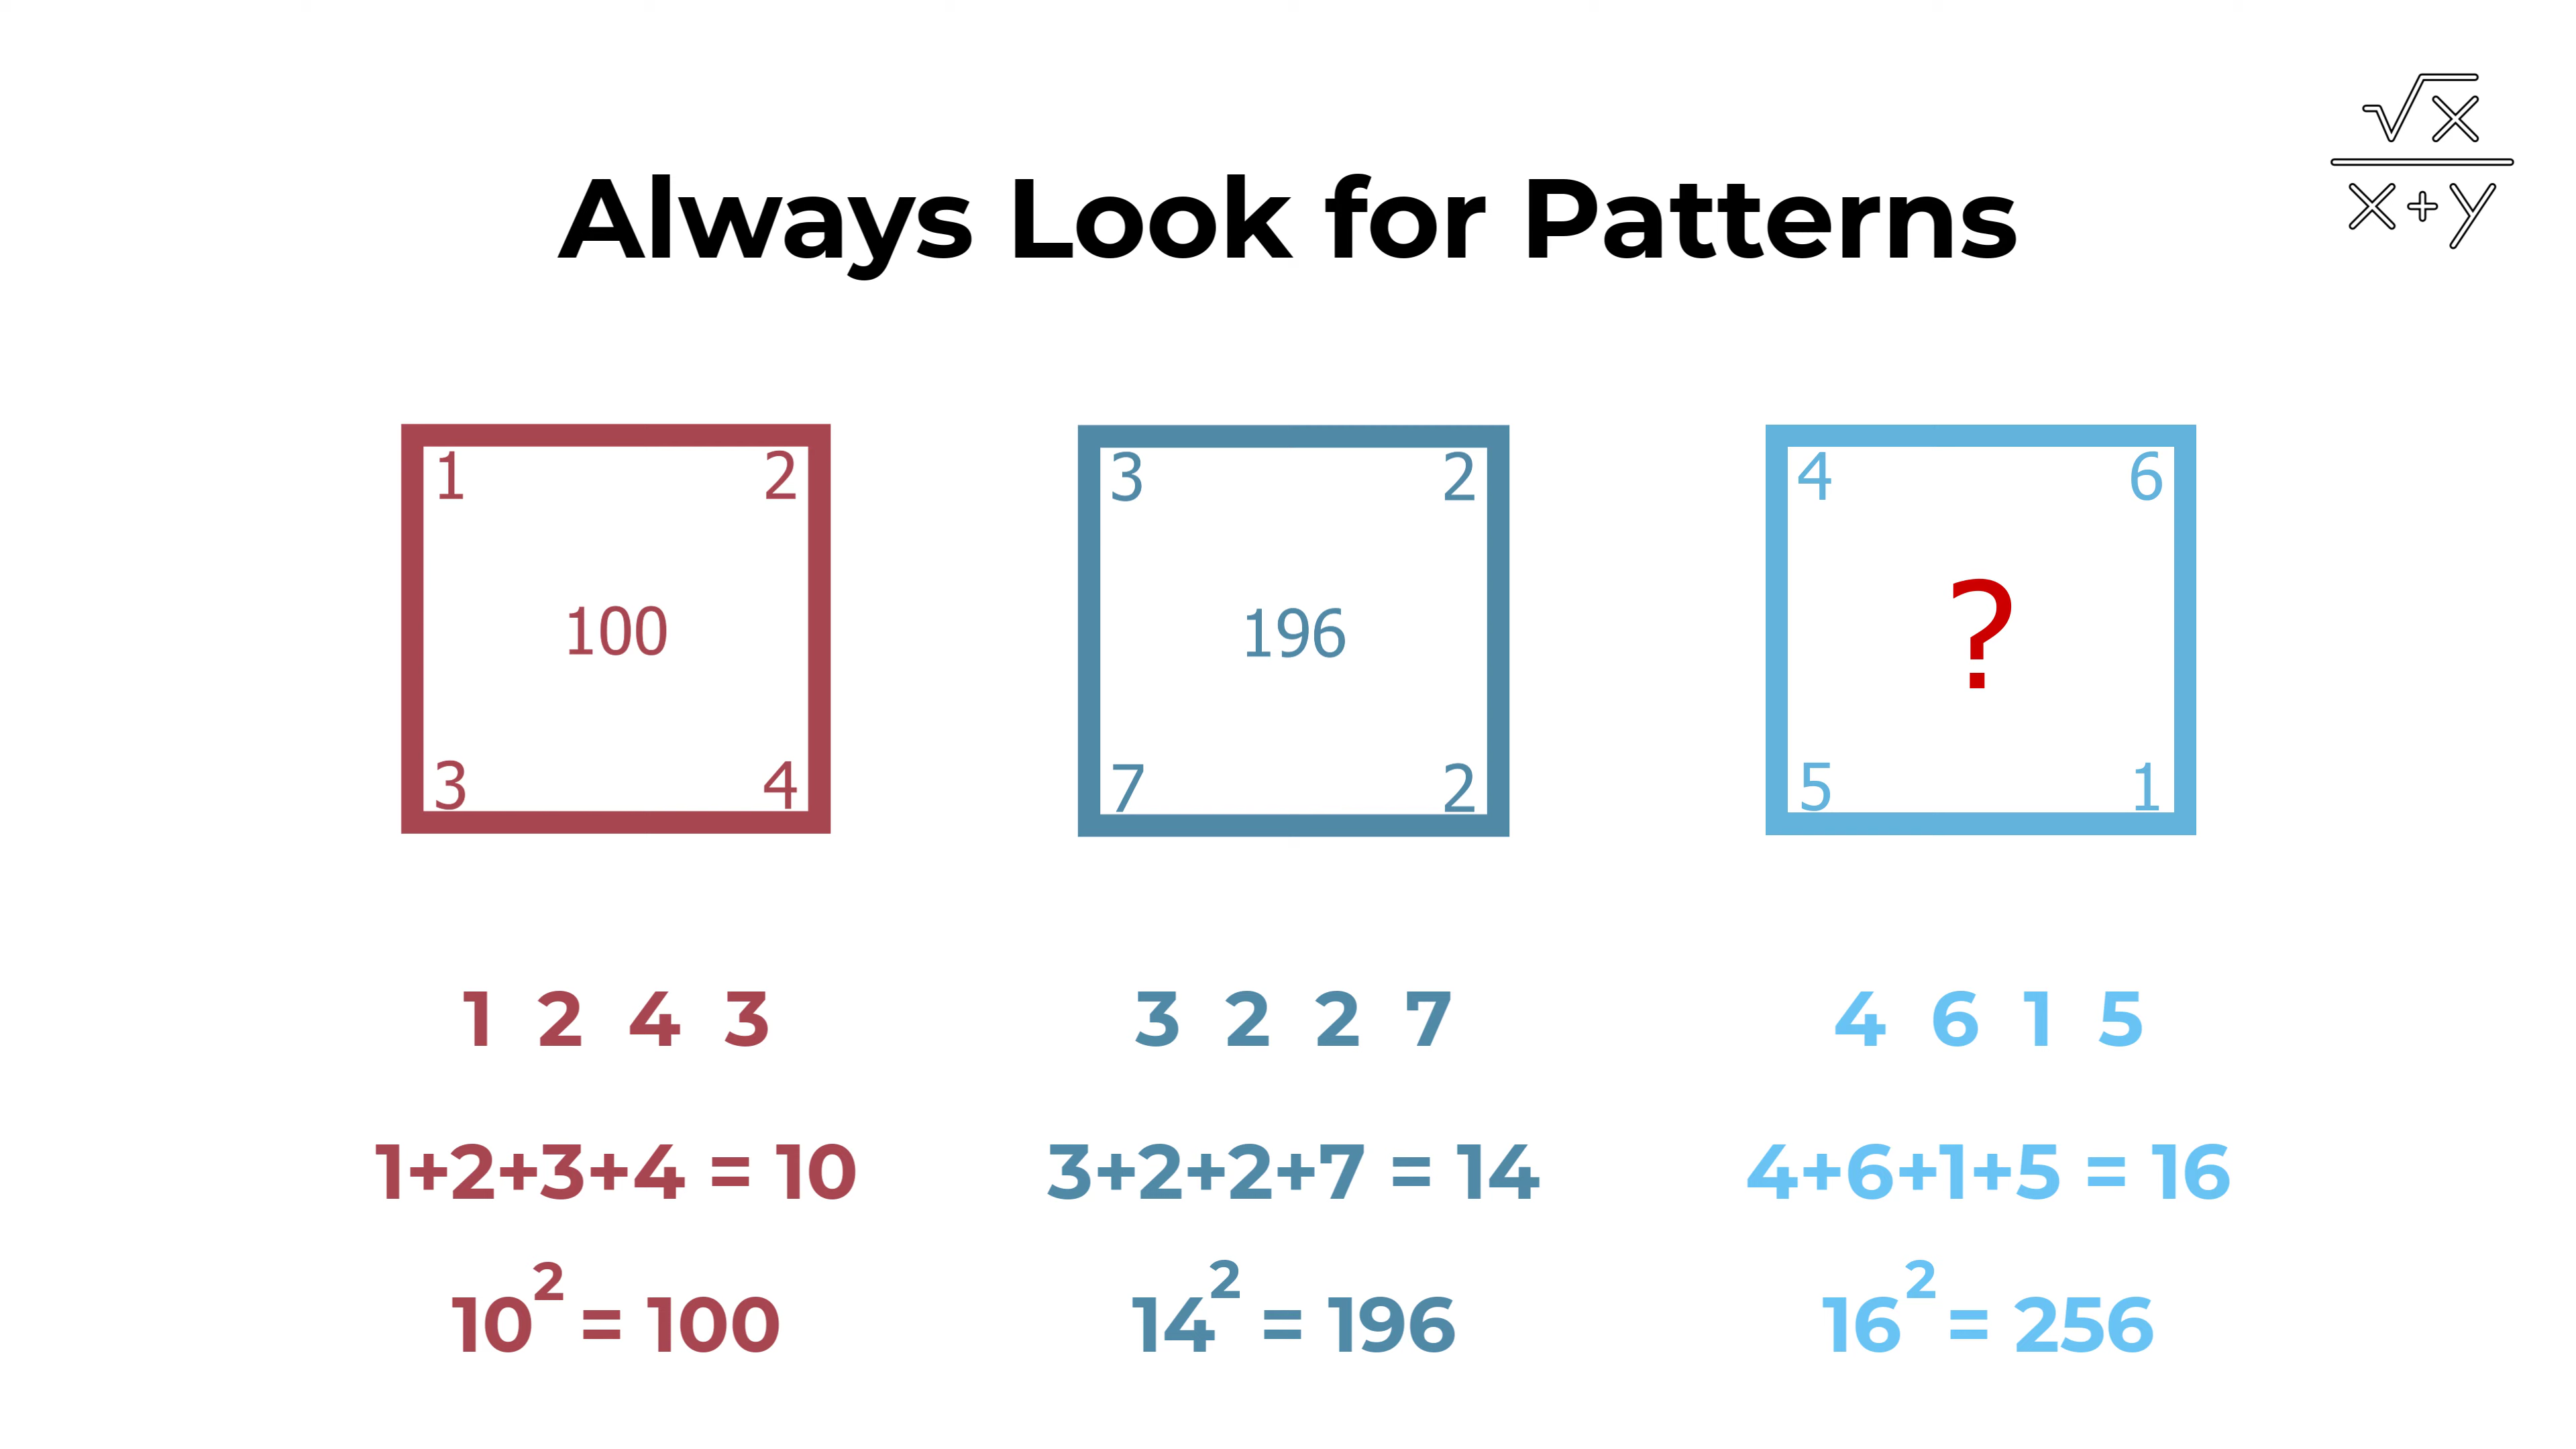 √x
x+y
Always Look for Patterns
1 2
100
3 4
3 2
196
7 2
4 6
?
5 1
1 2 4 3
1+2+3+4 = 10
10² = 100
3 2 2 7
3+2+2+7 = 14
14² = 196
4 6 1 5
4+6+1+5 = 16
16² = 256